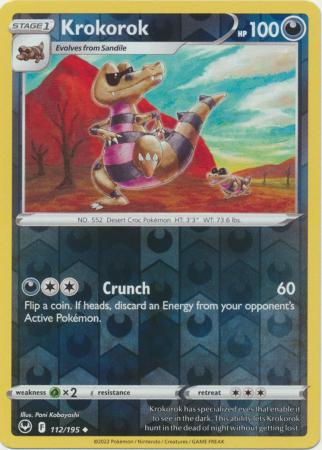 STAGE 1
Krokorok
HP 100
Evolves from Sandile
NO. 552 Desert Croc Pokémon HT: 3'3" WT: 73.6 lbs.
Crunch 60
Flip a coin. If heads, discard an Energy from your opponent's
Active Pokémon.
weakness ×2 resistance retreat
Illus. Pani Kobayashi
F 112/195
Krokorok has specialized eyes that enable it
to see in the dark. This ability lets Krokorok
hunt in the dead of night without getting lost.
©2022 Pokémon / Nintendo / Creatures / GAME FREAK